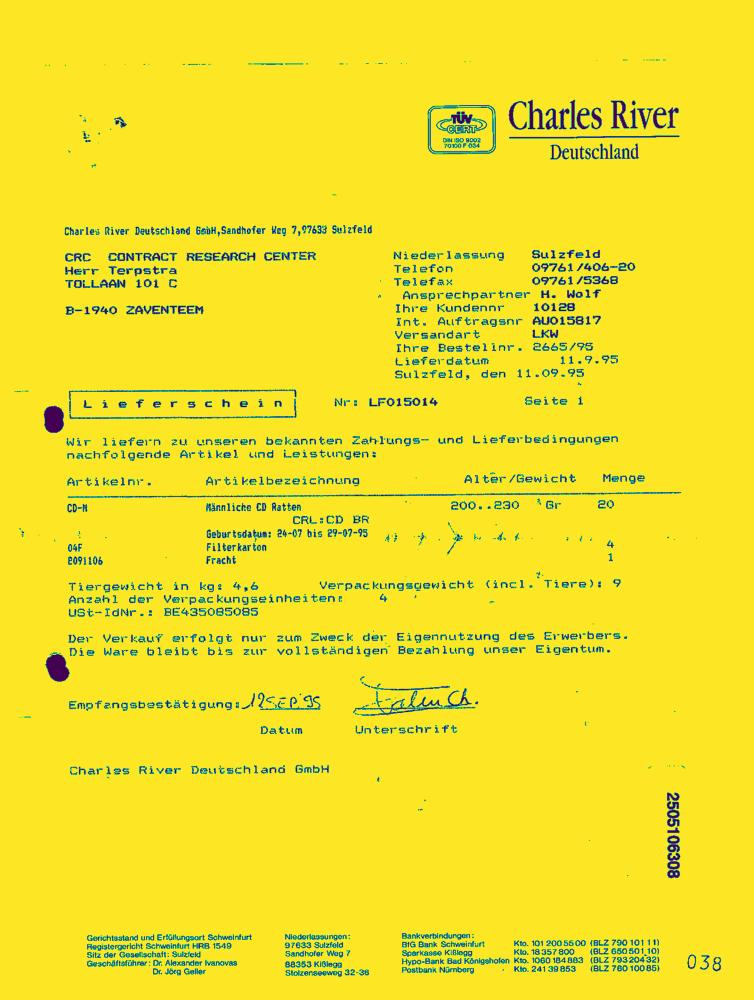 TÜV
CERT
DIN ISO 9002
70100 F 034
Charles River
Deutschland
Charles River Deutschland GmbH,Sandhofer Weg 7,97633 Sulzfeld
CRC CONTRACT RESEARCH CENTER
Herr Terpstra
TOLLAAN 101 C
B-1940 ZAVENTEEM
Niederlassung Sulzfeld
Telefon 09761/406-20
Telefax 09761/5368
Ansprechpartner H. Wolf
Ihre Kundennr 10128
Int. Auftragsnr AU015817
Versandart LKW
Ihre Bestellnr. 2665/95
Lieferdatum 11.9.95
Sulzfeld, den 11.09.95
Lieferschein Nr: LF015014 Seite 1
Wir liefern zu unseren bekannten Zahlungs- und Lieferbedingungen
nachfolgende Artikel und Leistungen:
Artikelnr. Artikelbezeichnung Alter/Gewicht Menge
CD-M Männliche CD Ratten 200..230 Gr 20
CRL:CD BR
Geburtsdatum: 24-07 bis 29-07-95
04F Filterkarton 4
8091106 Fracht 1
Tiergewicht in kg: 4,6 Verpackungsgewicht (incl. Tiere): 9
Anzahl der Verpackungseinheiten: 4
USt-IdNr.: BE435085085
Der Verkauf erfolgt nur zum Zweck der Eigennutzung des Erwerbers.
Die Ware bleibt bis zur vollständigen Bezahlung unser Eigentum.
Empfangsbestätigung: 12 SEP. 95
Datum Unterschrift
Charles River Deutschland GmbH
2505106308
Gerichtsstand und Erfüllungsort Schweinfurt
Registergericht Schweinfurt HRB 1549
Sitz der Gesellschaft: Sulzfeld
Geschäftsführer: Dr. Alexander Ivanovas
Dr. Jörg Geller
Niederlassungen:
97633 Sulzfeld
Sandhofer Weg 7
88353 Kißlegg
Stolzenseeweg 32-36
Bankverbindungen:
BfG Bank Schweinfurt Kto. 101 200 55 00 (BLZ 790 101 11)
Sparkasse Kißlegg Kto. 18 357 800 (BLZ 650 501 10)
Hypo-Bank Bad Königshofen Kto. 1060 184 883 (BLZ 793 204 32)
Postbank Nürnberg Kto. 241 39 853 (BLZ 760 100 85)
038